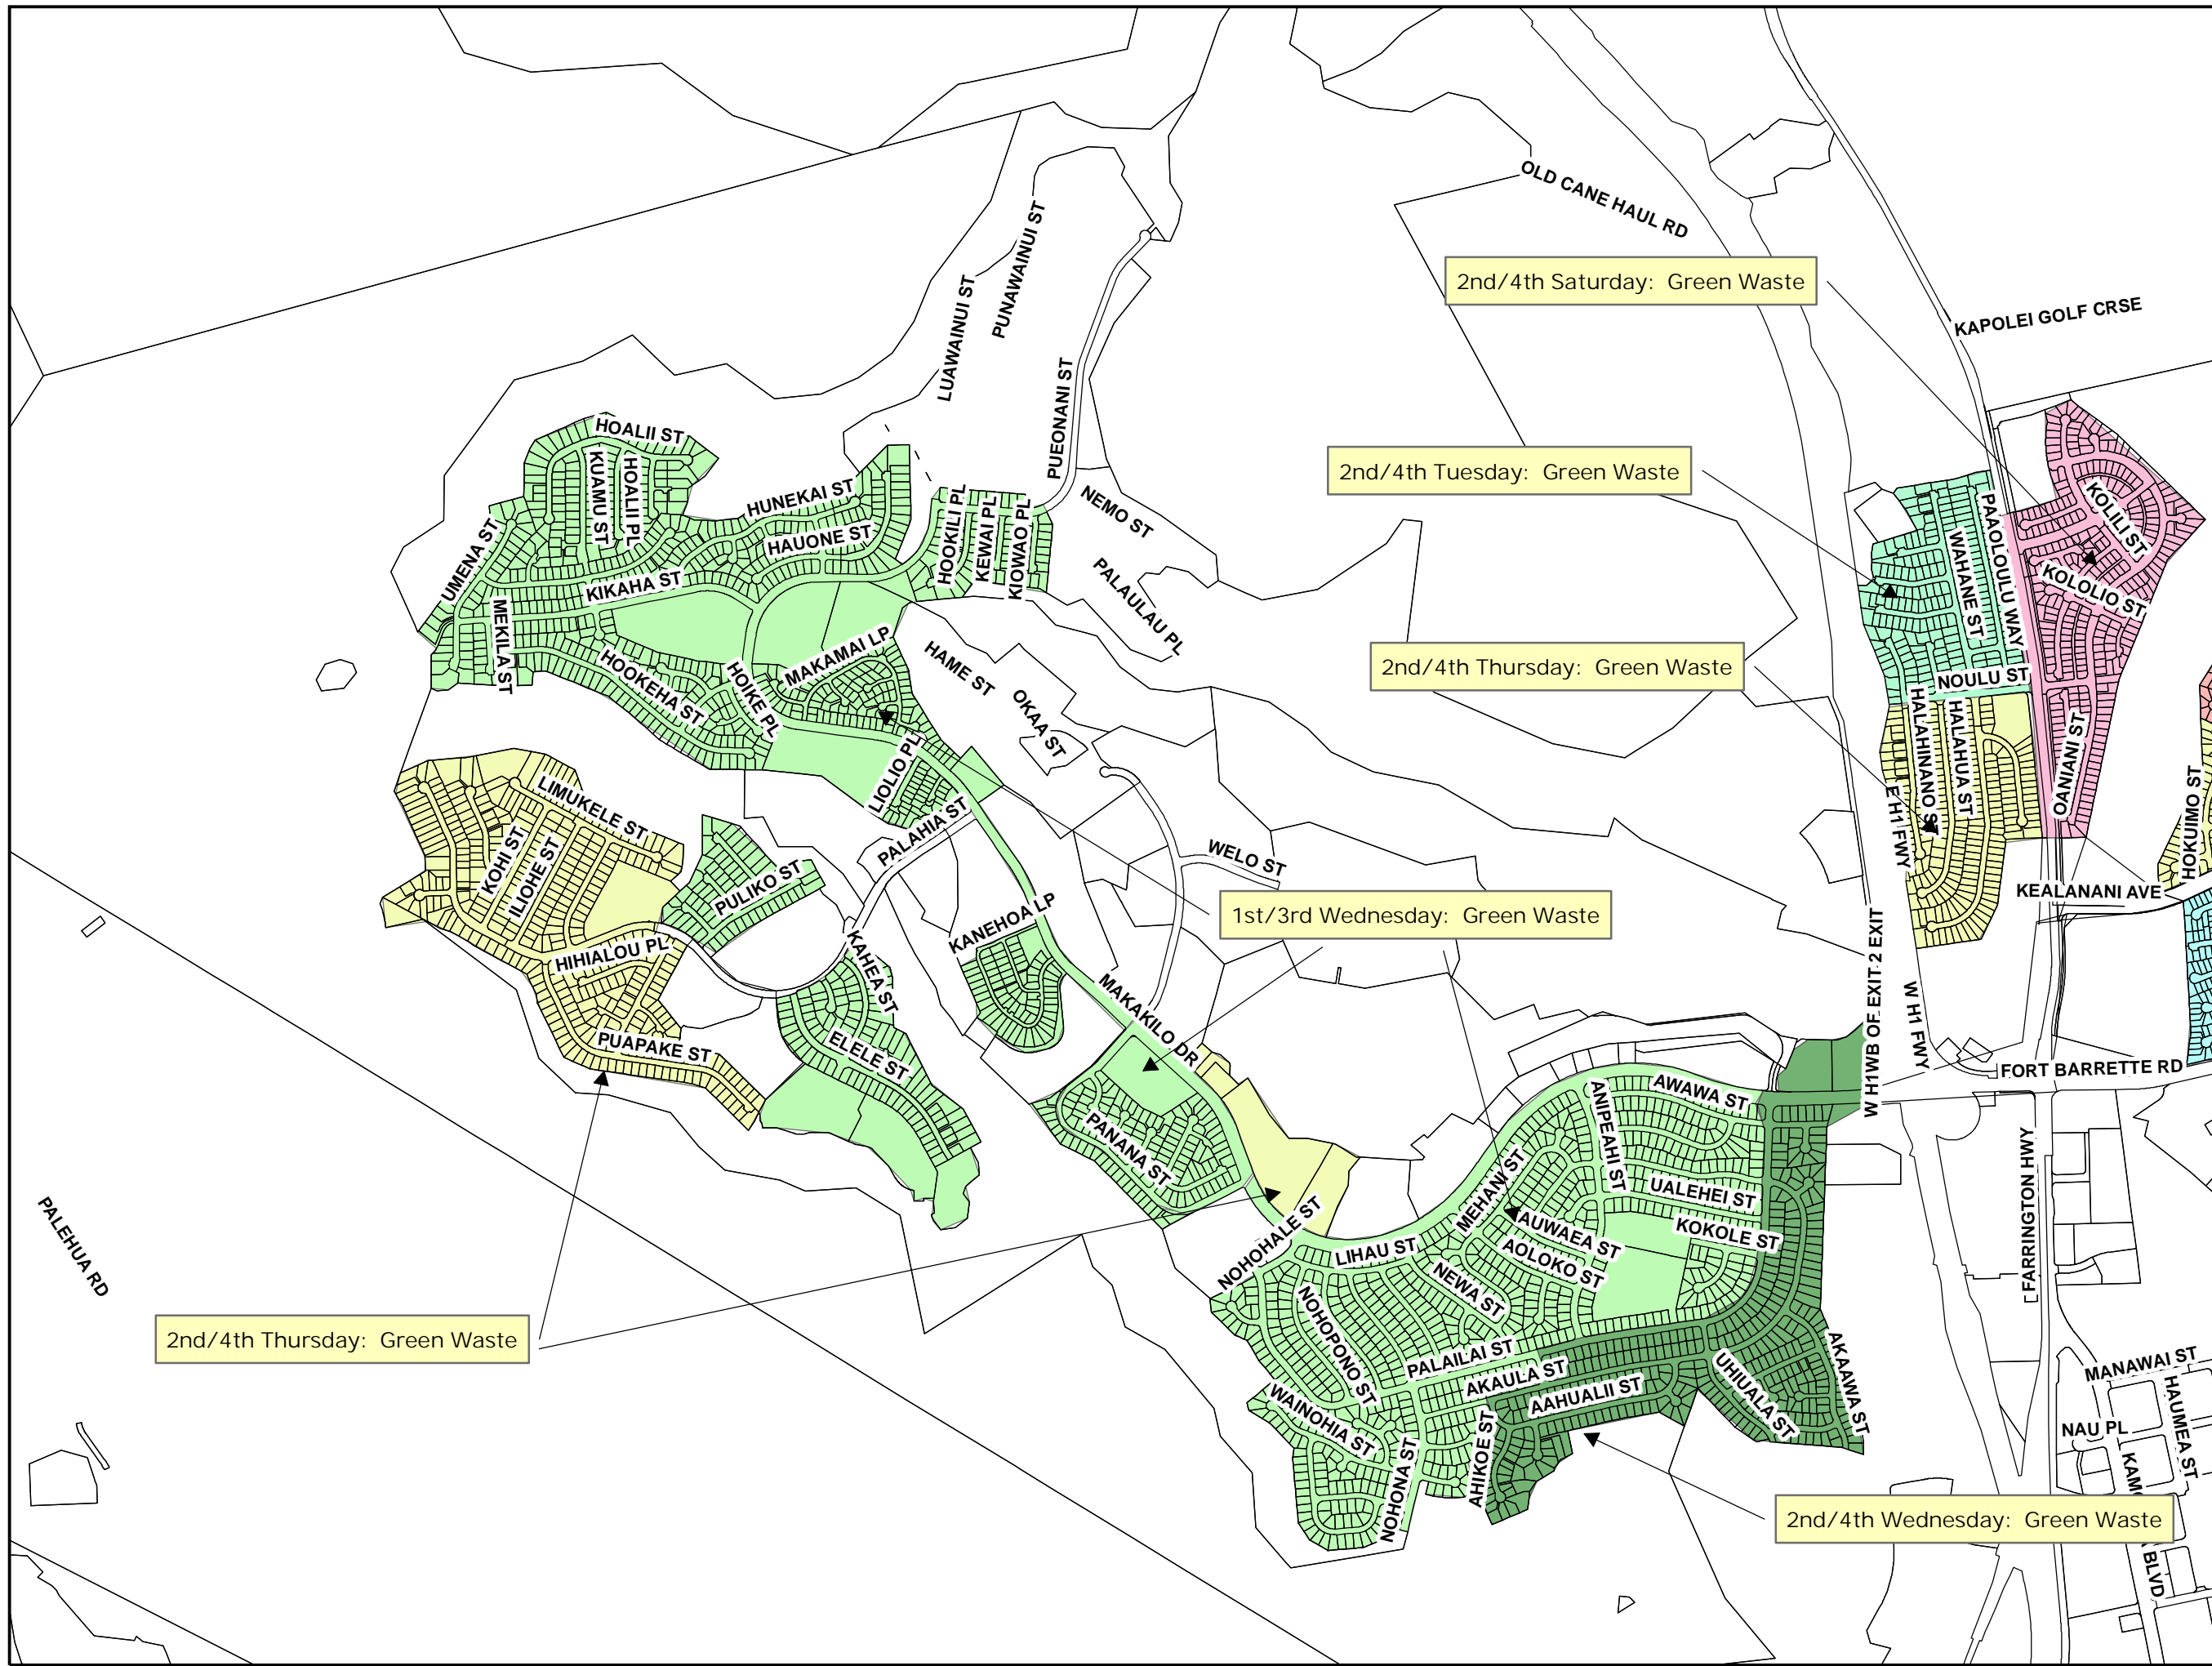 OLD CANE HAUL RD
LUAWAINUI ST
PUNAWAINUI ST
2nd/4th Saturday: Green Waste
KAPOLEI GOLF CRSE
PUEONANI ST
HOALII ST
KUAMU ST
HOALII PL
2nd/4th Tuesday: Green Waste
HUNEKAI ST
HAUONE ST
HOOKILI PL
KEWAI PL
KIOWAO PL
NEMO ST
PALAULAU PL
UMENA ST
KIKAHA ST
MEKILA ST
PAAOLOULU WAY
WAHANE ST
KOLILI ST
KOLOLIO ST
HOOKEHA ST
HOIKE PL
MAKAMAI LP
HAME ST
OKAA ST
2nd/4th Thursday: Green Waste
NOULU ST
HALAHINANO ST
HALAHUA ST
OANIANI ST
LIOLIO PL
PALAHIA ST
LIMUKELE ST
KOHI ST
ILIOHE ST
PULIKO ST
WELO ST
E H1 FWY
HOKUIMO ST
KEALANANI AVE
1st/3rd Wednesday: Green Waste
KANEHOA LP
HIHIALOU PL
KAHEA ST
MAKAKILO DR
W H1WB OF EXIT-2 EXIT
W H1 FWY
PUAPAKE ST
ELELE ST
FORT BARRETTE RD
AWAWA ST
ANIPEAHI ST
PANANA ST
MEHANI ST
UALEHEI ST
KOKOLE ST
AUWAEA ST
AOLOKO ST
NOHOHALE ST
LIHAU ST
NEWA ST
FARRINGTON HWY
PALEHUA RD
2nd/4th Thursday: Green Waste
NOHOPONO ST
PALAILAI ST
AKAULA ST
AAHUALII ST
UHIUALA ST
AKAAWA ST
MANAWAI ST
HAUMEA ST
NAU PL
WAINOHIA ST
NOHONA ST
AHIKOE ST
2nd/4th Wednesday: Green Waste
BLVD